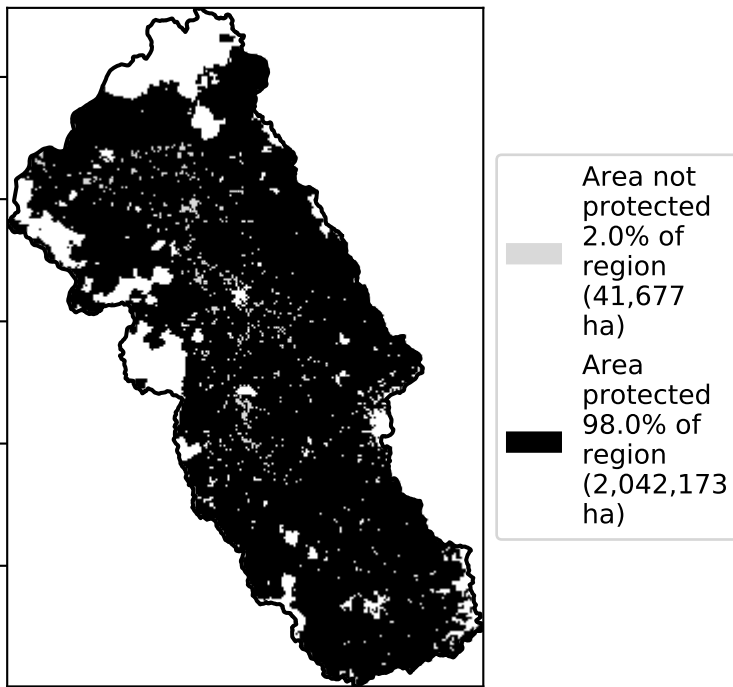 Area not
protected
2.0% of
region
(41,677
ha)
Area
protected
98.0% of
region
(2,042,173
ha)